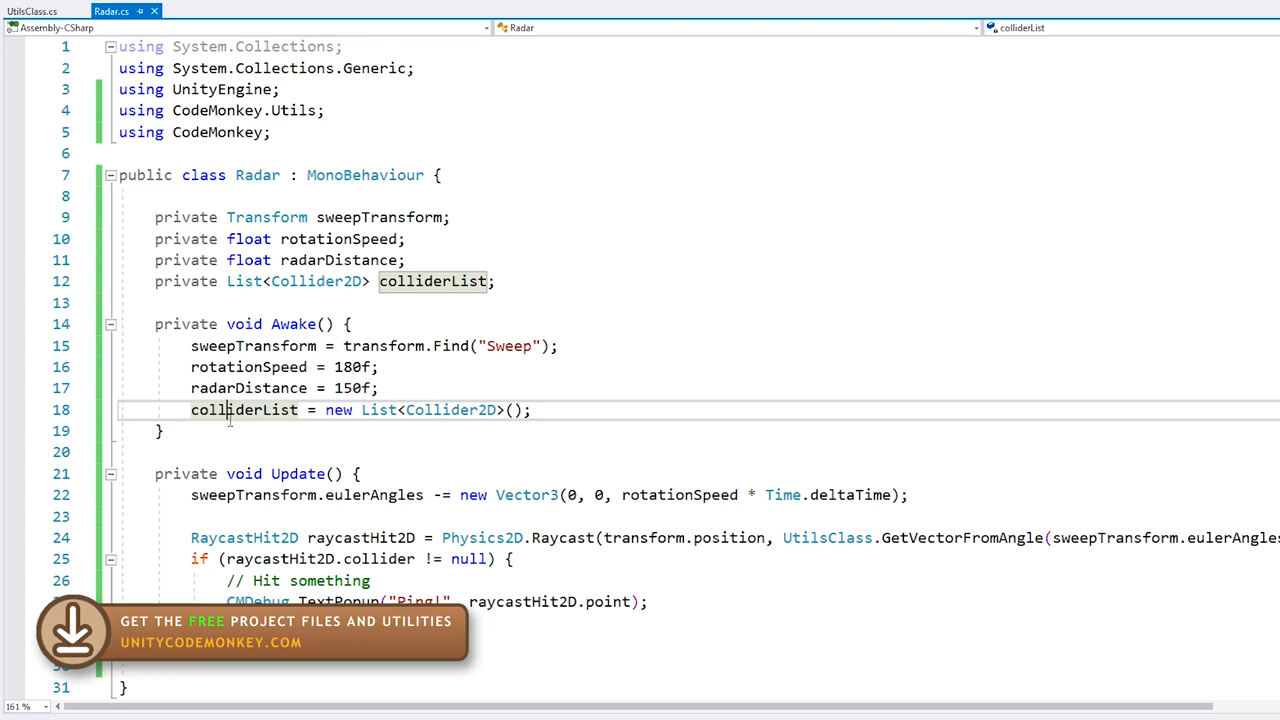 UtilsClass.cs Radar.cs
Assembly-CSharp Radar colliderList
1 using System.Collections;
2 using System.Collections.Generic;
3 using UnityEngine;
4 using CodeMonkey.Utils;
5 using CodeMonkey;
6
7 public class Radar : MonoBehaviour {
8
9 private Transform sweepTransform;
10 private float rotationSpeed;
11 private float radarDistance;
12 private List<Collider2D> colliderList;
13
14 private void Awake() {
15 sweepTransform = transform.Find("Sweep");
16 rotationSpeed = 180f;
17 radarDistance = 150f;
18 colliderList = new List<Collider2D>();
19 }
20
21 private void Update() {
22 sweepTransform.eulerAngles -= new Vector3(0, 0, rotationSpeed * Time.deltaTime);
23
24 RaycastHit2D raycastHit2D = Physics2D.Raycast(transform.position, UtilsClass.GetVectorFromAngle(sweepTransform.eulerAngles
25 if (raycastHit2D.collider != null) {
26 // Hit something
CMDebug.TextPopup("Ping!", raycastHit2D.point);
GET THE FREE PROJECT FILES AND UTILITIES
UNITYCODEMONKEY.COM
31 }
161 %